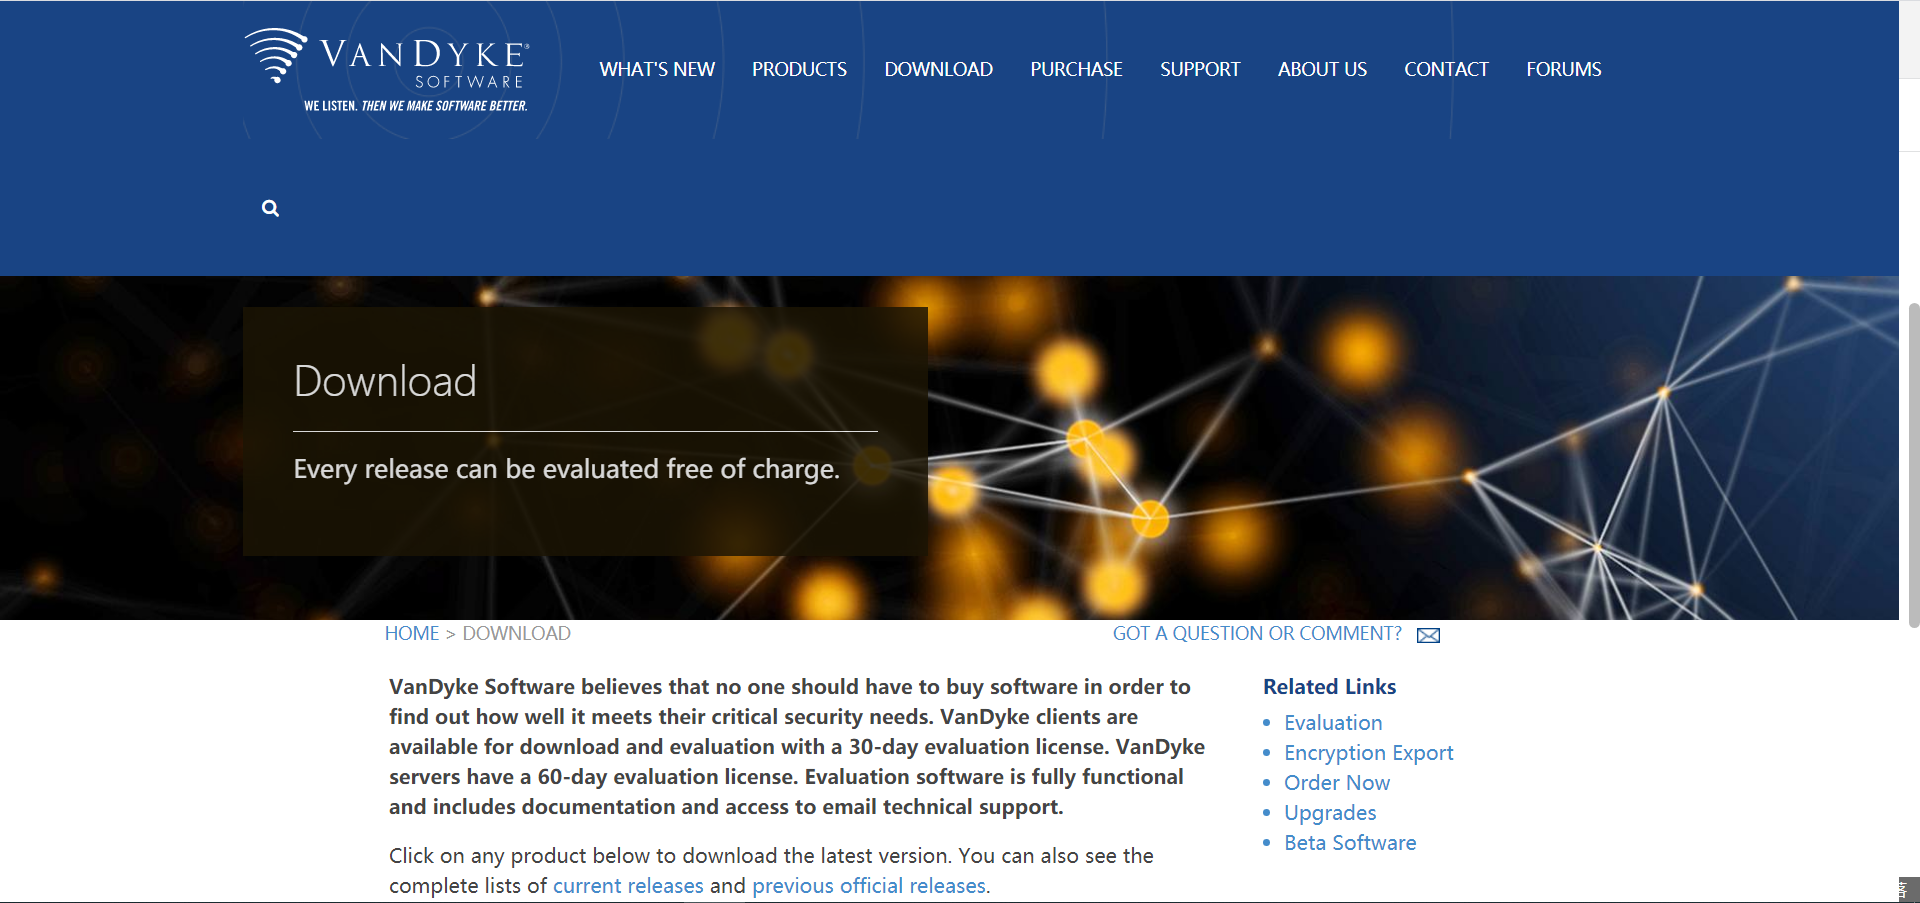 VANDYKE®
SOFTWARE
WE LISTEN. THEN WE MAKE SOFTWARE BETTER.
WHAT'S NEW PRODUCTS DOWNLOAD PURCHASE SUPPORT ABOUT US CONTACT FORUMS
Download
Every release can be evaluated free of charge.
HOME > DOWNLOAD
GOT A QUESTION OR COMMENT?
VanDyke Software believes that no one should have to buy software in order to
find out how well it meets their critical security needs. VanDyke clients are
available for download and evaluation with a 30-day evaluation license. VanDyke
servers have a 60-day evaluation license. Evaluation software is fully functional
and includes documentation and access to email technical support.
Click on any product below to download the latest version. You can also see the
complete lists of current releases and previous official releases.
Related Links
• Evaluation
• Encryption Export
• Order Now
• Upgrades
• Beta Software